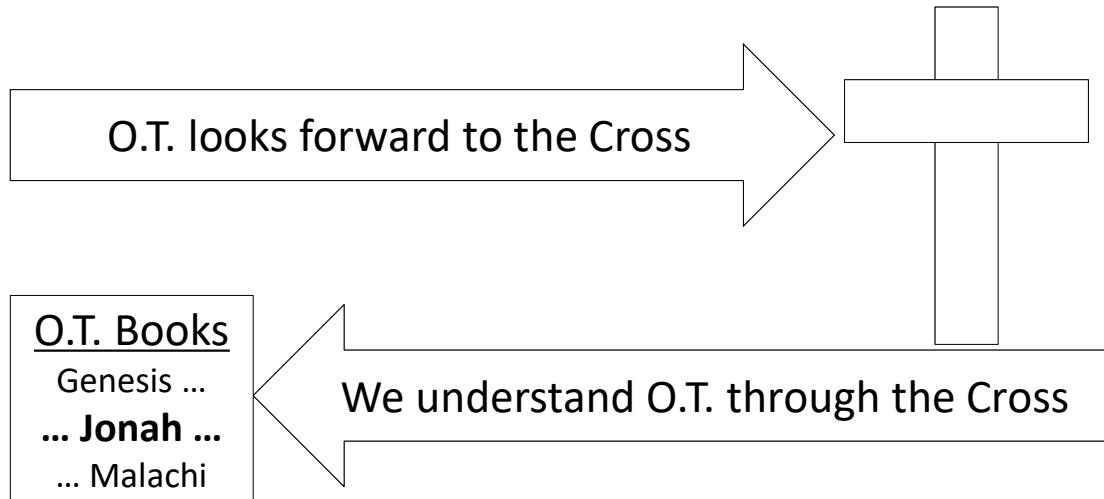 O.T. looks forward to the Cross
O.T. Books
Genesis ...
... Jonah ...
... Malachi
We understand O.T. through the Cross